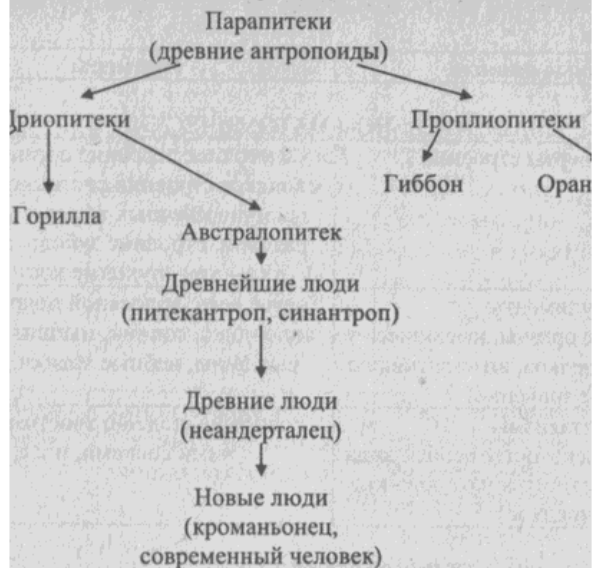 Парапитеки
(древние антропоиды)
Дриопитеки
Проплиопитеки
Гиббон
Оран
Горилла
Австралопитек
Древнейшие люди
(питекантроп, синантроп)
Древние люди
(неандерталец)
Новые люди
(кроманьонец,
современный человек)